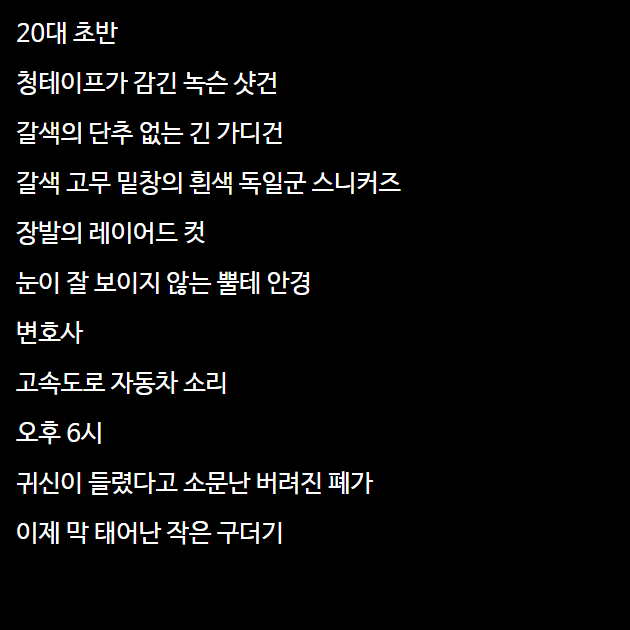 20대 초반
청테이프가 감긴 녹슨 샷건
갈색의 단추 없는 긴 가디건
갈색 고무 밑창의 흰색 독일군 스니커즈
장발의 레이어드 컷
눈이 잘 보이지 않는 뿔테 안경
변호사
고속도로 자동차 소리
오후 6시
귀신이 들렸다고 소문난 버려진 폐가
이제 막 태어난 작은 구더기